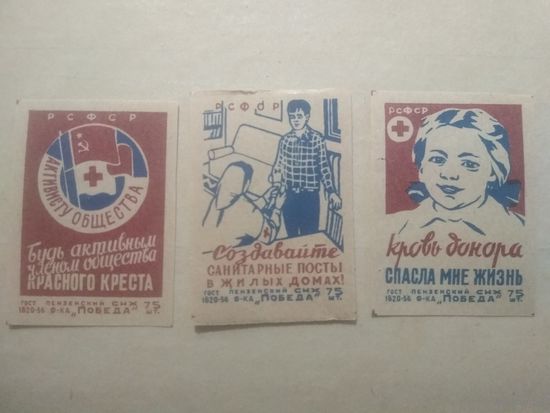 РСФСР
АКТИВИСТУ ОБЩЕСТВА
Будь активным
членом общества
КРАСНОГО КРЕСТА
ГОСТ ПЕНЗЕНСКИЙ СНХ 75
1820-56 Ф-КА „ПОБЕДА" ШТ.
РСФСР
Создавайте
САНИТАРНЫЕ ПОСТЫ
В ЖИЛЫХ ДОМАХ!
ГОСТ ПЕНЗЕНСКИЙ СНХ 75
1820-56 Ф-КА „ПОБЕДА" ШТ.
РСФСР
Кровь донора
СПАСЛА МНЕ ЖИЗНЬ
ГОСТ ПЕНЗЕНСКИЙ СНХ 75
1820-56 Ф-КА „ПОБЕДА" ШТ.